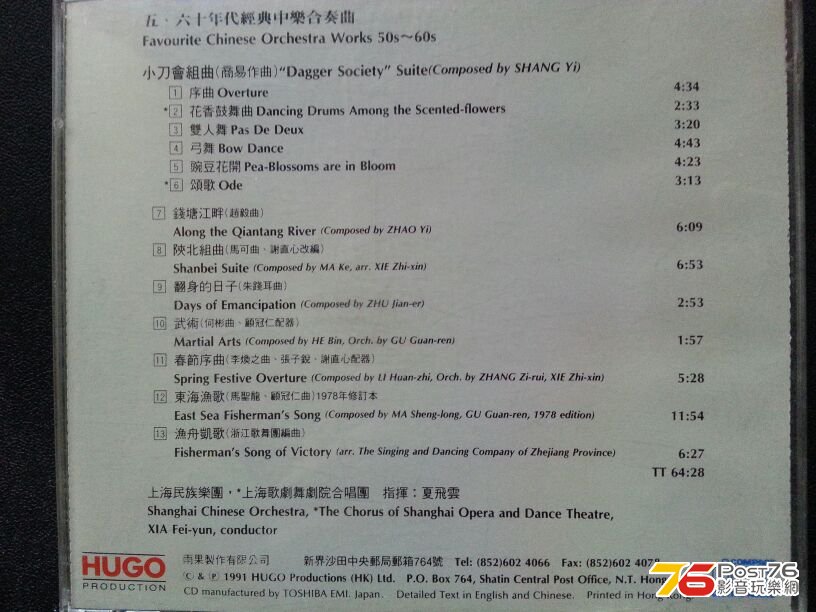 五、六十年代經典中樂合奏曲
Favourite Chinese Orchestra Works 50s~60s
小刀會組曲(商易作曲)"Dagger Society" Suite(Composed by SHANG Yi)
1 序曲 Overture 4:34
*2 花香鼓舞曲 Dancing Drums Among the Scented-flowers 2:33
3 雙人舞 Pas De Deux 3:20
4 弓舞 Bow Dance 4:43
5 豌豆花開 Pea-Blossoms are in Bloom 4:23
*6 頌歌 Ode 3:13
7 錢塘江畔(趙毅曲)
Along the Qiantang River (Composed by ZHAO Yi) 6:09
8 陝北組曲(馬可曲、謝直心改編)
Shanbei Suite (Composed by MA Ke, arr. XIE Zhi-xin) 6:53
9 翻身的日子(朱踐耳曲)
Days of Emancipation (Composed by ZHU Jian-er) 2:53
10 武術(何彬曲、顧冠仁配器)
Martial Arts (Composed by HE Bin, Orch. by GU Guan-ren) 1:57
11 春節序曲(李煥之曲、張子銳、謝直心配器)
Spring Festive Overture (Composed by LI Huan-zhi, Orch. by ZHANG Zi-rui, XIE Zhi-xin) 5:28
12 東海漁歌(馬聖龍、顧冠仁曲)1978年修訂本
East Sea Fisherman's Song (Composed by MA Sheng-long, GU Guan-ren, 1978 edition) 11:54
13 漁舟凱歌(浙江歌舞團編曲)
Fisherman's Song of Victory (arr. The Singing and Dancing Company of Zhejiang Province) 6:27
TT 64:28
上海民族樂團,*上海歌劇舞劇院合唱團 指揮:夏飛雲
Shanghai Chinese Orchestra, *The Chorus of Shanghai Opera and Dance Theatre,
XIA Fei-yun, conductor
HUGO
PRODUCTION
雨果製作有限公司 新界沙田中央郵局郵箱764號 Tel: (852)602 4066 Fax: (852)602 4078
© & ℗ 1991 HUGO Productions (HK) Ltd. P.O. Box 764, Shatin Central Post Office, N.T. Hong
CD manufactured by TOSHIBA EMI. Japan. Detailed Text in English and Chinese. Printed in Hong Kong.
COMPACT
76 Post76
影音玩樂網